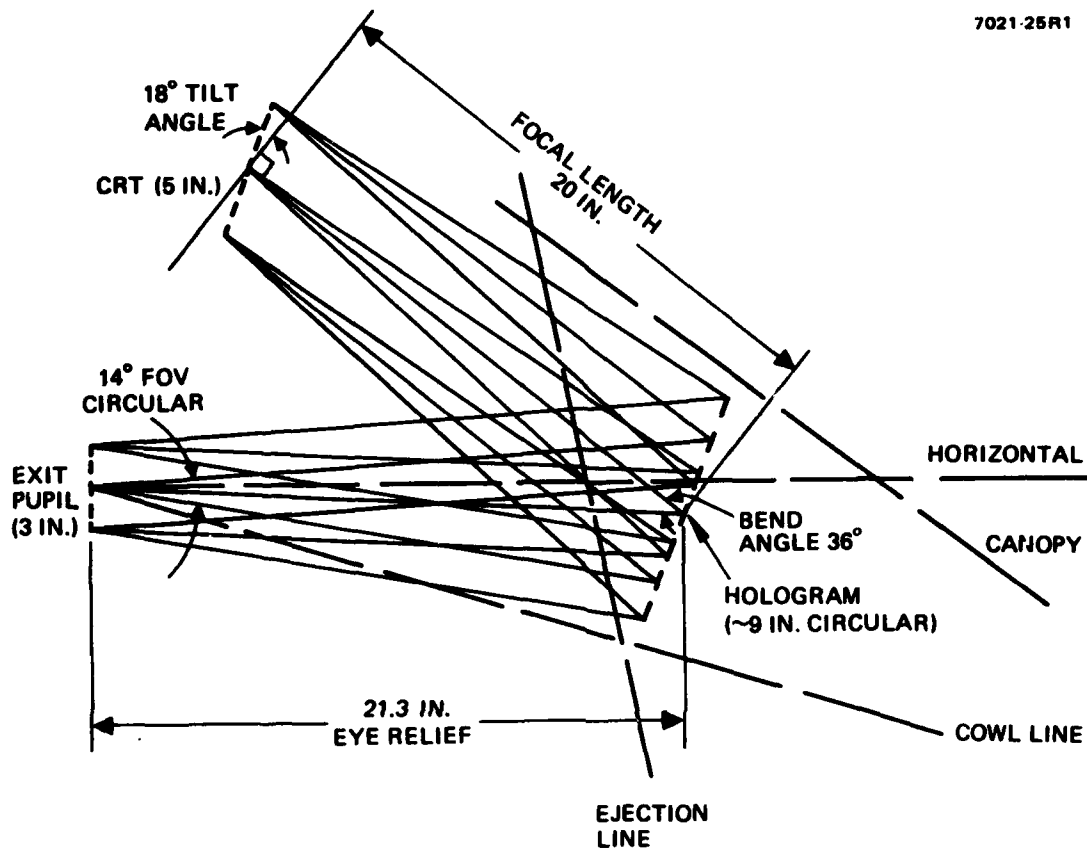 7021-25R1
18° TILT
ANGLE
CRT (5 IN.)
FOCAL LENGTH
20 IN.
14° FOV
CIRCULAR
EXIT
PUPIL
(3 IN.)
HORIZONTAL
BEND
ANGLE 36°
CANOPY
HOLOGRAM
(~9 IN. CIRCULAR)
21.3 IN.
EYE RELIEF
COWL LINE
EJECTION
LINE